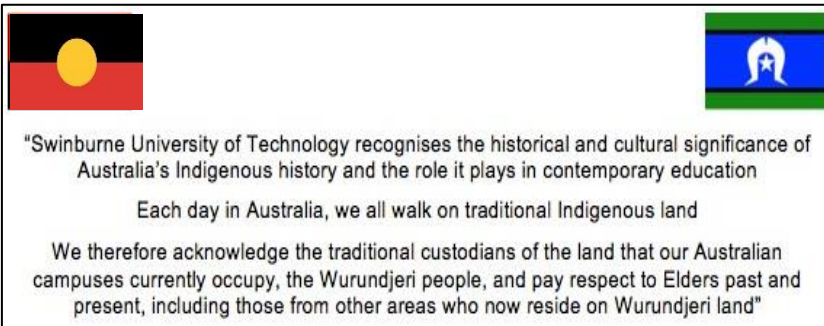 “Swinburne University of Technology recognises the historical and cultural significance of
Australia’s Indigenous history and the role it plays in contemporary education
Each day in Australia, we all walk on traditional Indigenous land
We therefore acknowledge the traditional custodians of the land that our Australian
campuses currently occupy, the Wurundjeri people, and pay respect to Elders past and
present, including those from other areas who now reside on Wurundjeri land”